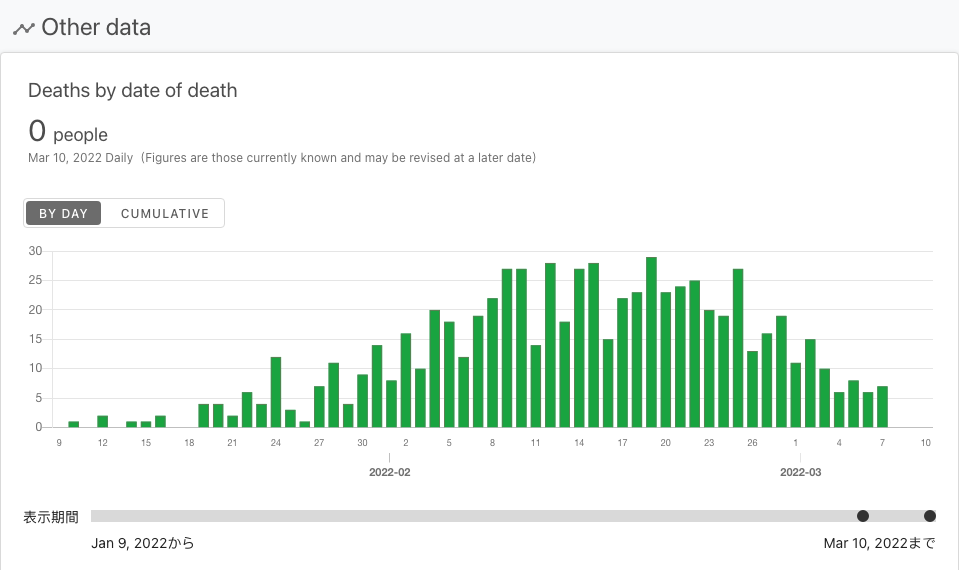 Other data
Deaths by date of death
0 people
Mar 10, 2022 Daily (Figures are those currently known and may be revised at a later date)
BY DAY CUMULATIVE
30
25
20
15
10
5
0
9 12 15 18 21 24 27 30 2 5 8 11 14 17 20 23 26 1 4 7 10
2022-02 2022-03
表示期間
Jan 9, 2022から Mar 10, 2022まで